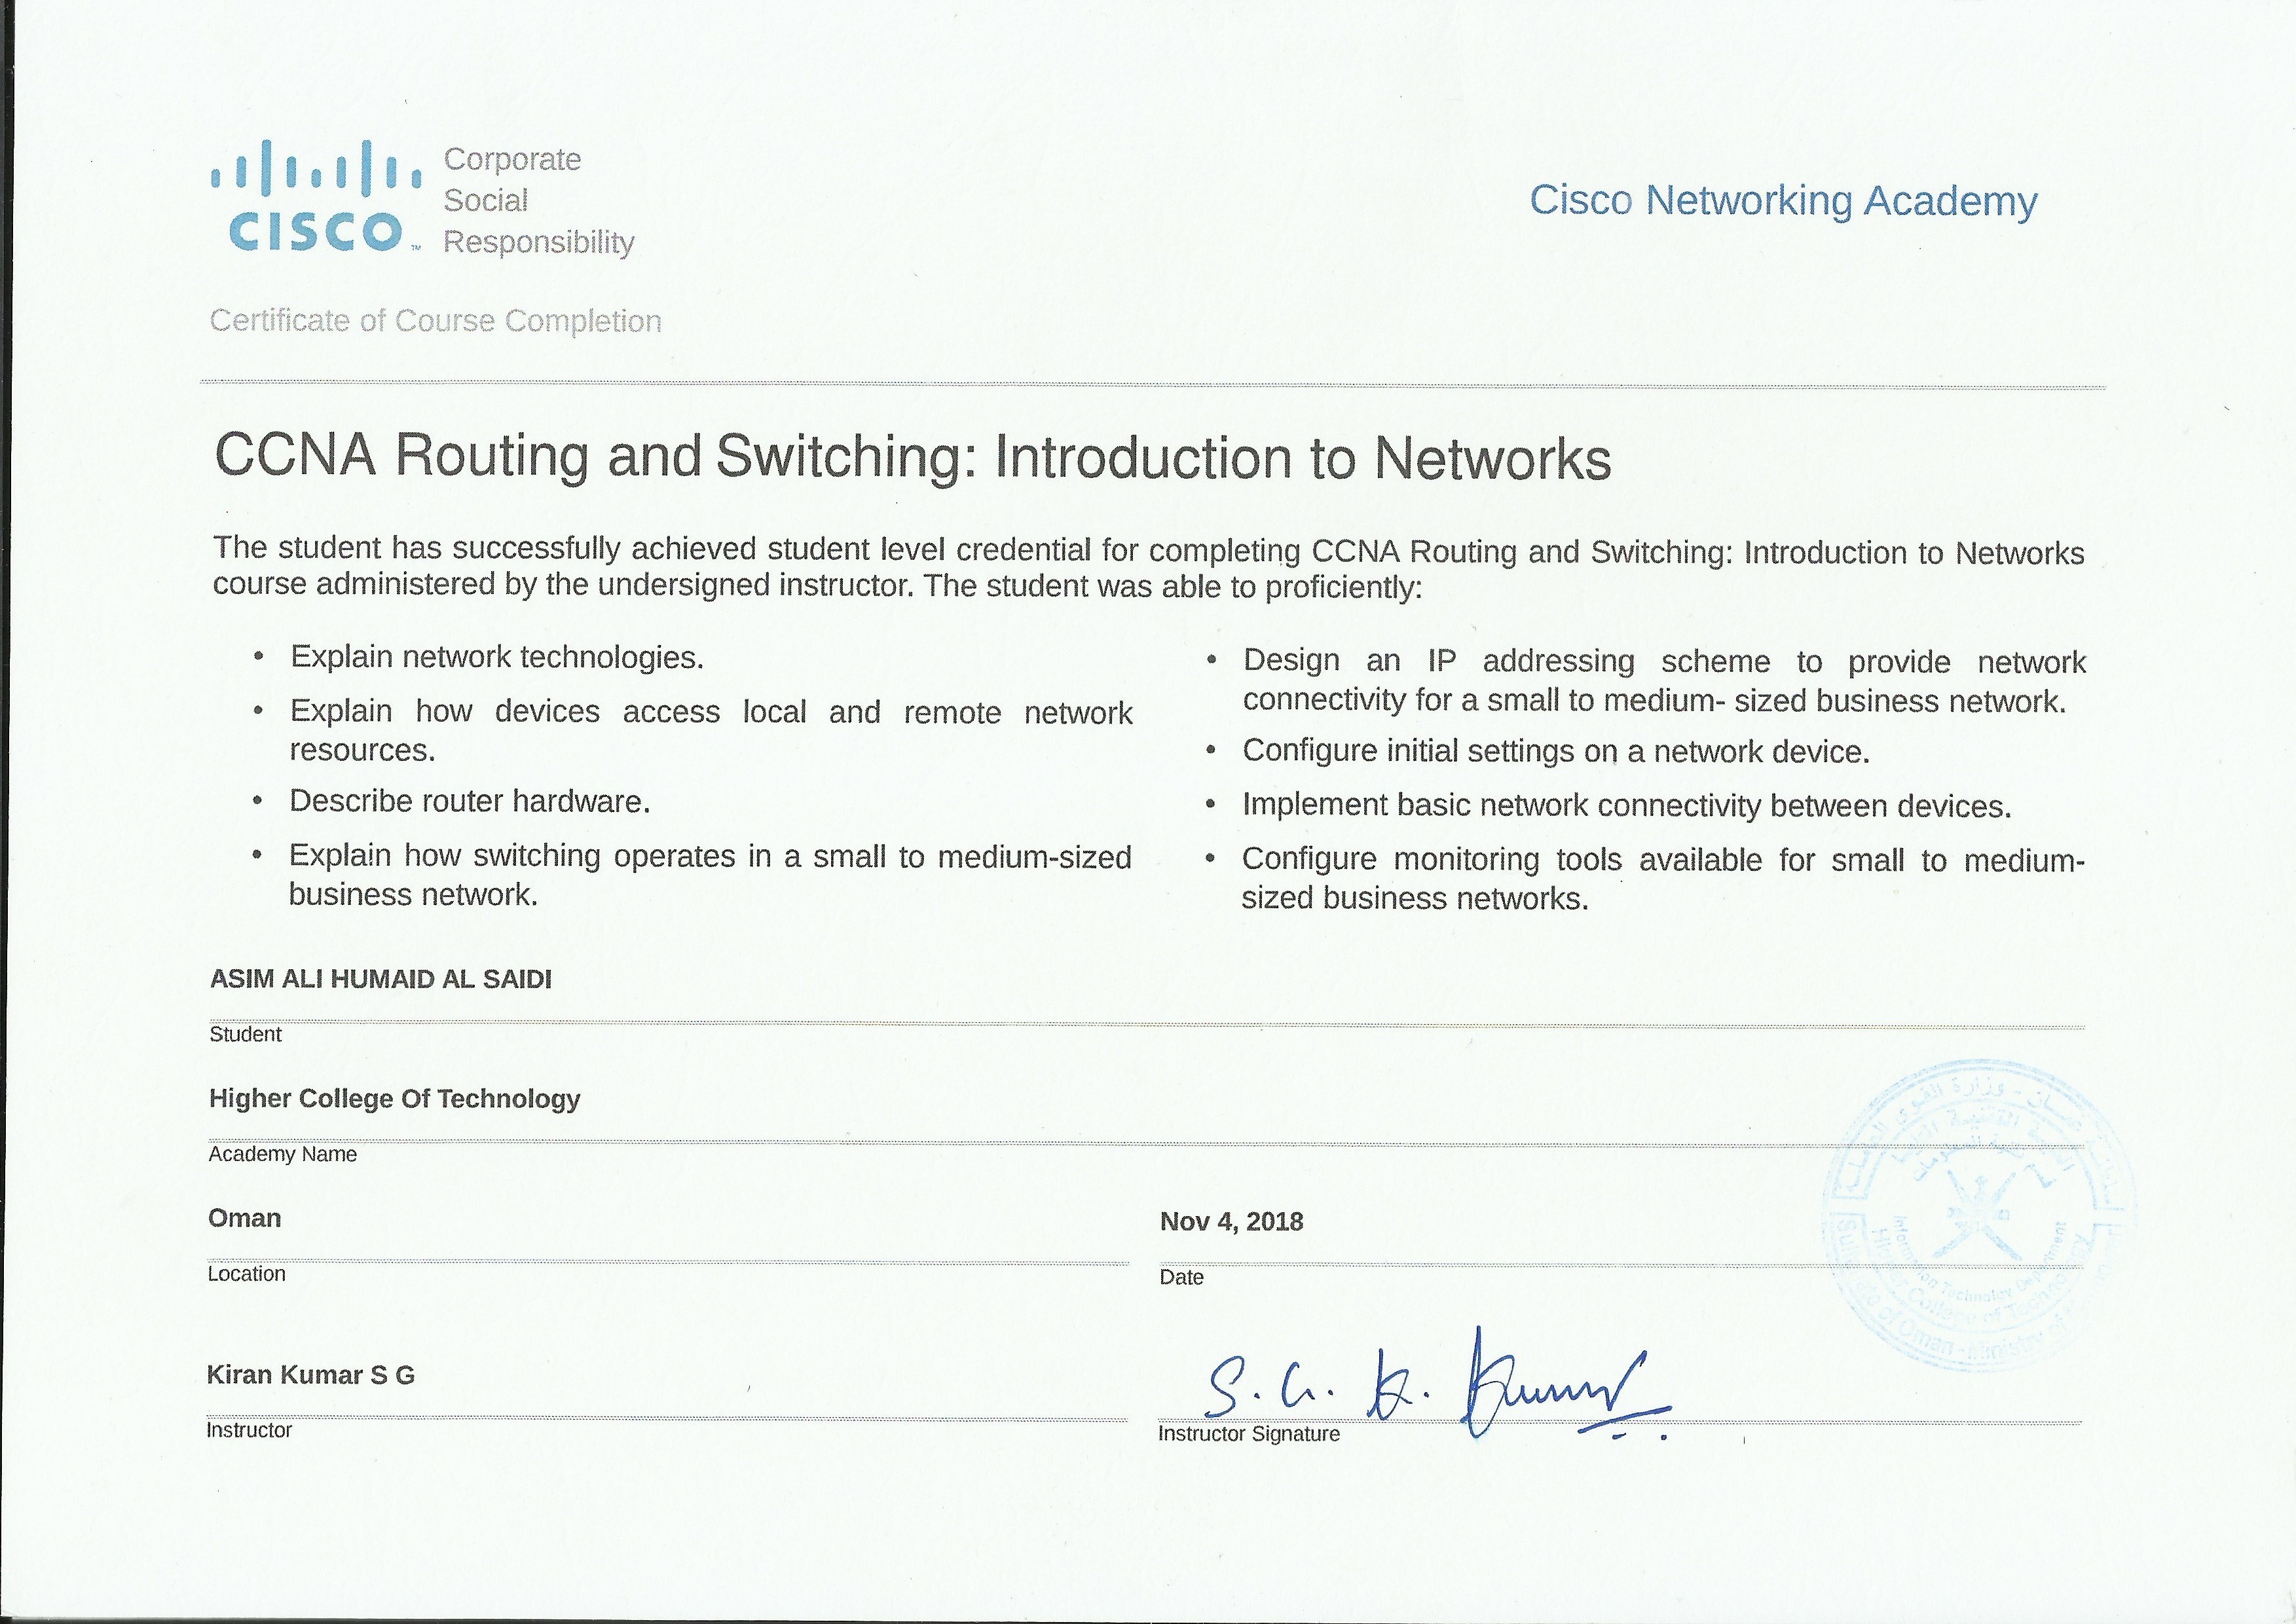 Corporate
Social
Responsibility
CISCO™
Cisco Networking Academy
Certificate of Course Completion
CCNA Routing and Switching: Introduction to Networks
The student has successfully achieved student level credential for completing CCNA Routing and Switching: Introduction to Networks
course administered by the undersigned instructor. The student was able to proficiently:
• Explain network technologies.
• Explain how devices access local and remote network
resources.
• Describe router hardware.
• Explain how switching operates in a small to medium-sized
business network.
• Design an IP addressing scheme to provide network
connectivity for a small to medium- sized business network.
• Configure initial settings on a network device.
• Implement basic network connectivity between devices.
• Configure monitoring tools available for small to medium-
sized business networks.
ASIM ALI HUMAID AL SAIDI
Student
Higher College Of Technology
Academy Name
Oman
Location
Nov 4, 2018
Date
Kiran Kumar S G
Instructor
S. G. K. Kumar
Instructor Signature
وزارة القوى
Information Technology Department
College of Technology
of Oman - Ministry of